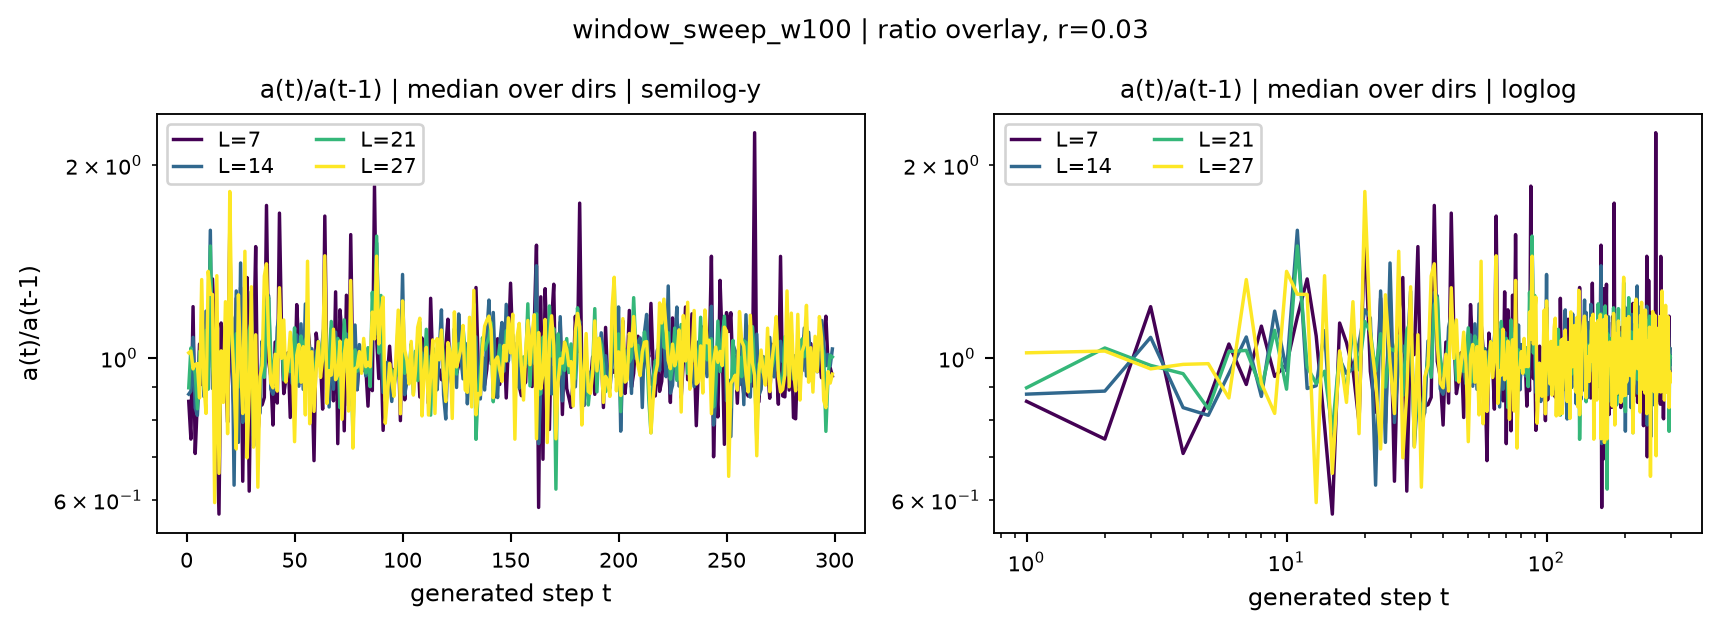 window_sweep_w100 | ratio overlay, r=0.03
a(t)/a(t-1) | median over dirs | semilog-y
a(t)/a(t-1)
2 × 10⁰
10⁰
6 × 10⁻¹
L=7
L=14
L=21
L=27
0 50 100 150 200 250 300
generated step t
a(t)/a(t-1) | median over dirs | loglog
2 × 10⁰
10⁰
6 × 10⁻¹
L=7
L=14
L=21
L=27
10⁰ 10¹ 10²
generated step t